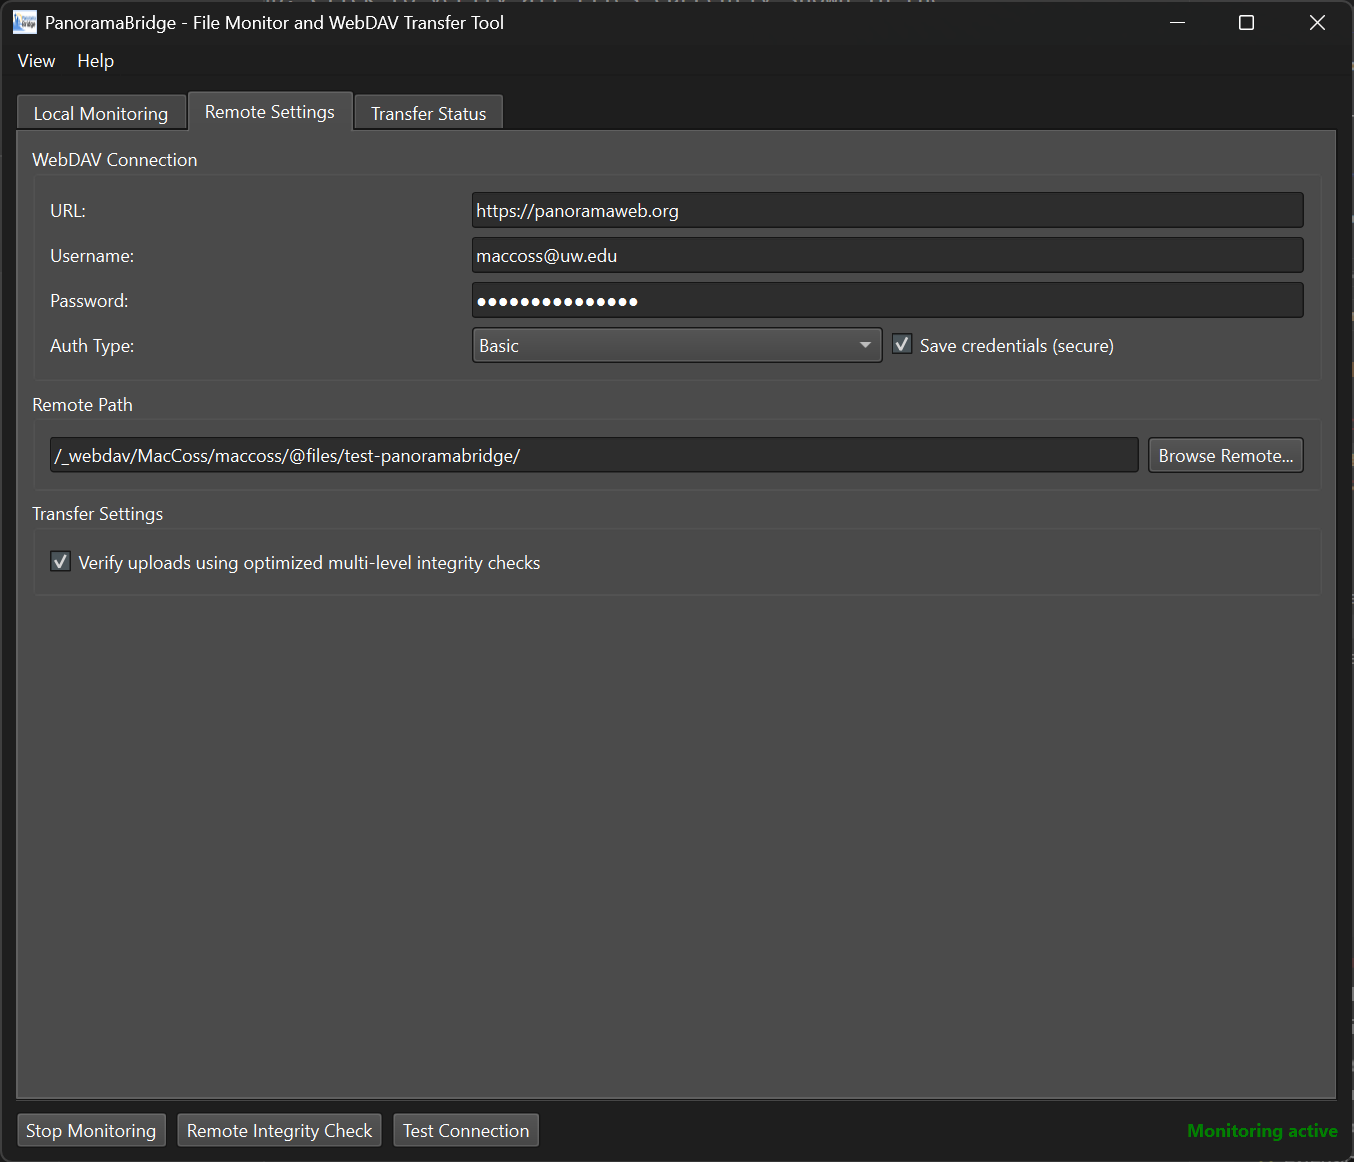 PanoramaBridge - File Monitor and WebDAV Transfer Tool
View Help
Local Monitoring Remote Settings Transfer Status
WebDAV Connection
URL: https://panoramaweb.org
Username: maccoss@uw.edu
Password: ●●●●●●●●●●●●●●●
Auth Type: Basic Save credentials (secure)
Remote Path
/_webdav/MacCoss/maccoss/@files/test-panoramabridge/ Browse Remote...
Transfer Settings
Verify uploads using optimized multi-level integrity checks
Stop Monitoring Remote Integrity Check Test Connection Monitoring active